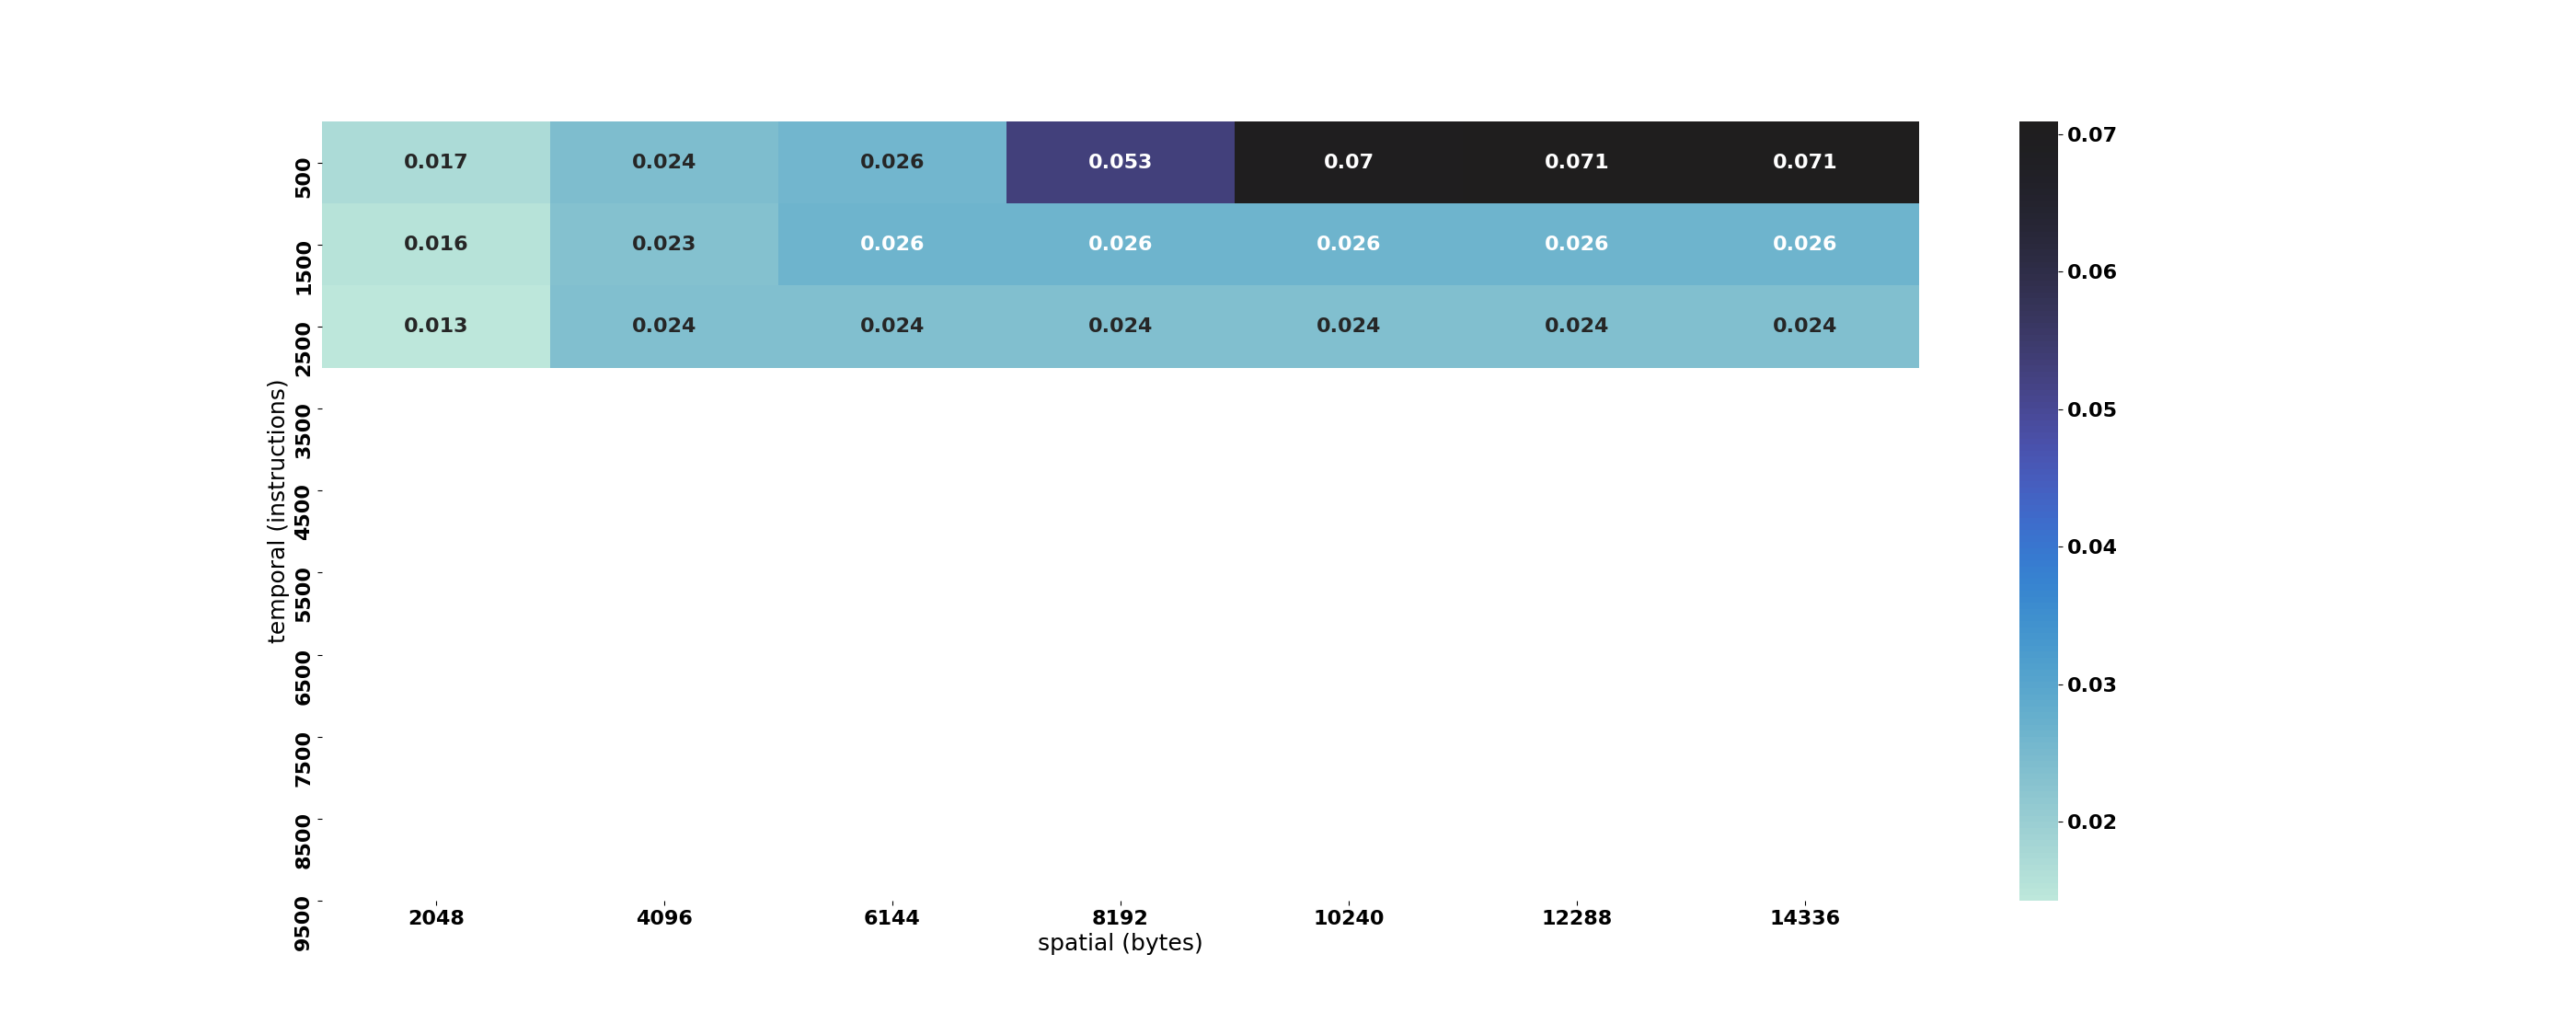 500 0.017 0.024 0.026 0.053 0.07 0.071 0.071
1500 0.016 0.023 0.026 0.026 0.026 0.026 0.026
2500 0.013 0.024 0.024 0.024 0.024 0.024 0.024
3500
4500
5500
6500
7500
8500
9500
temporal (instructions)
2048 4096 6144 8192 10240 12288 14336
spatial (bytes)
0.07
0.06
0.05
0.04
0.03
0.02